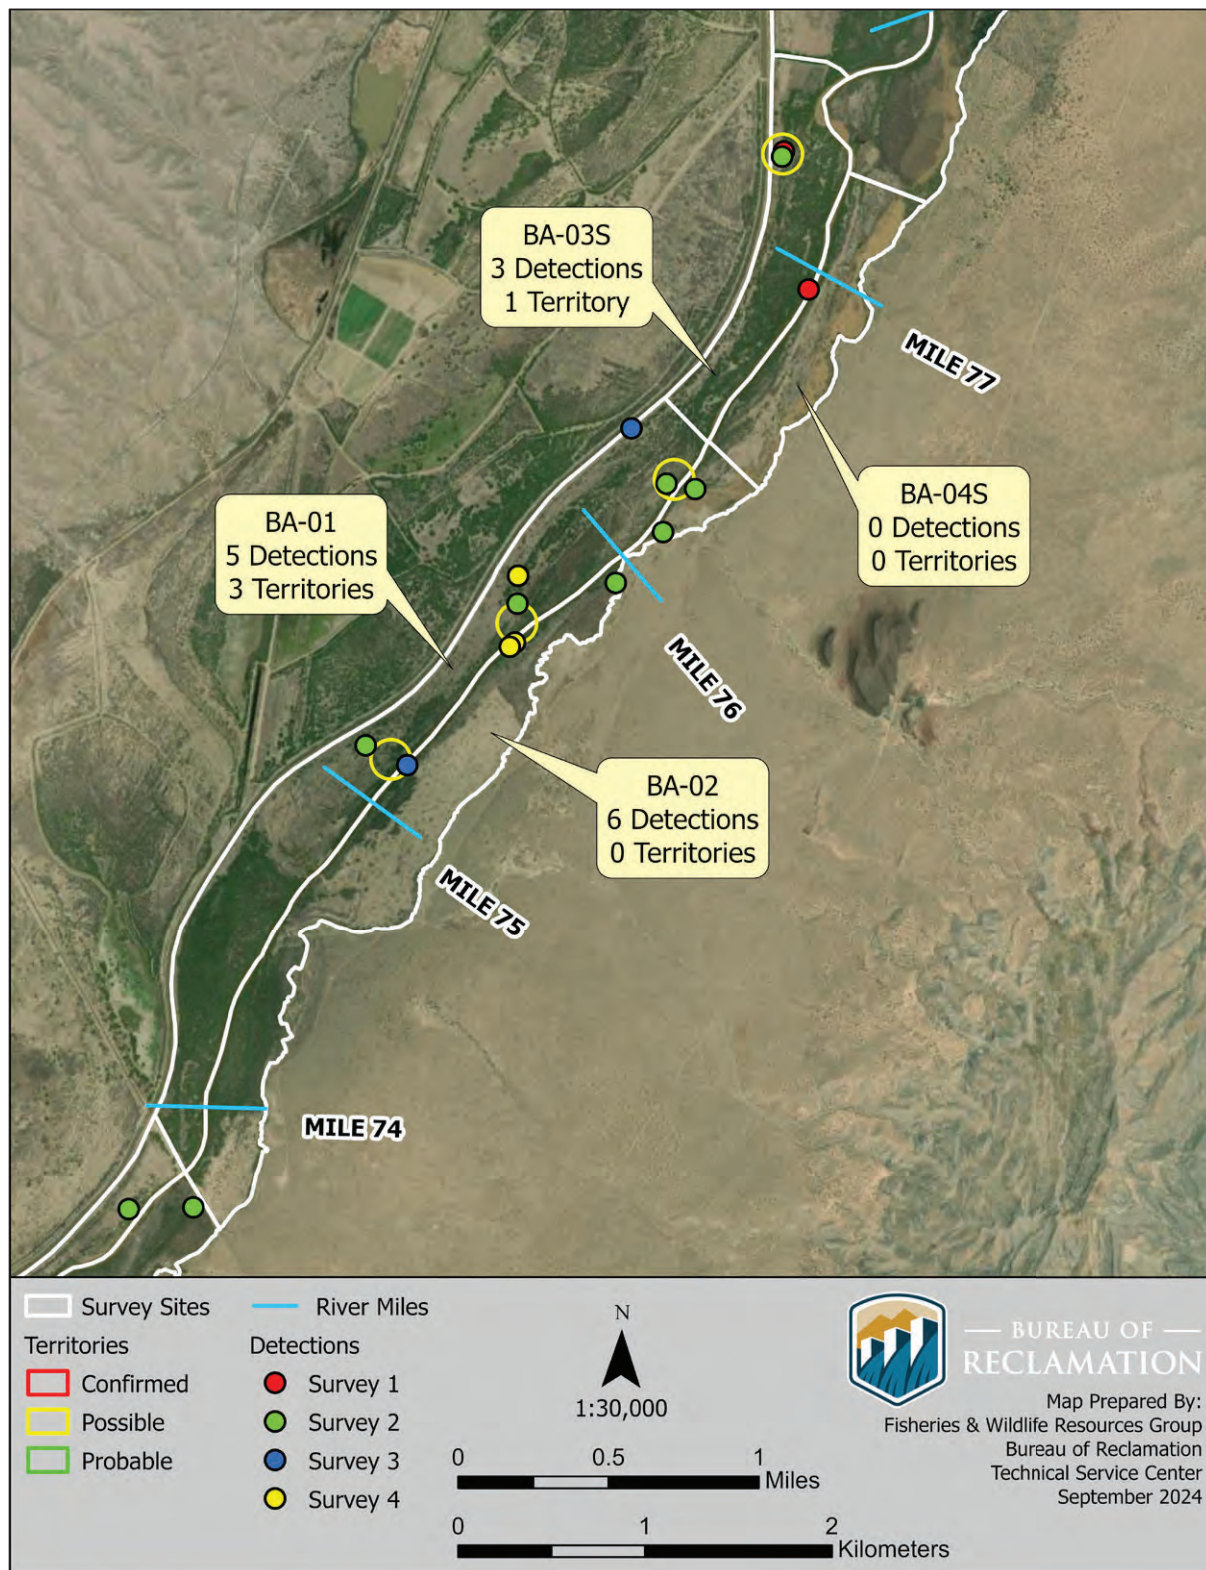 BA-03S
3 Detections
1 Territory
MILE 77
BA-01
5 Detections
3 Territories
BA-04S
0 Detections
0 Territories
MILE 76
BA-02
6 Detections
0 Territories
MILE 75
MILE 74
Survey Sites
River Miles
Territories
Confirmed
Possible
Probable
Detections
Survey 1
Survey 2
Survey 3
Survey 4
N
1:30,000
0 0.5 1
Miles
0 1 2
Kilometers
BUREAU OF
RECLAMATION
Map Prepared By:
Fisheries & Wildlife Resources Group
Bureau of Reclamation
Technical Service Center
September 2024